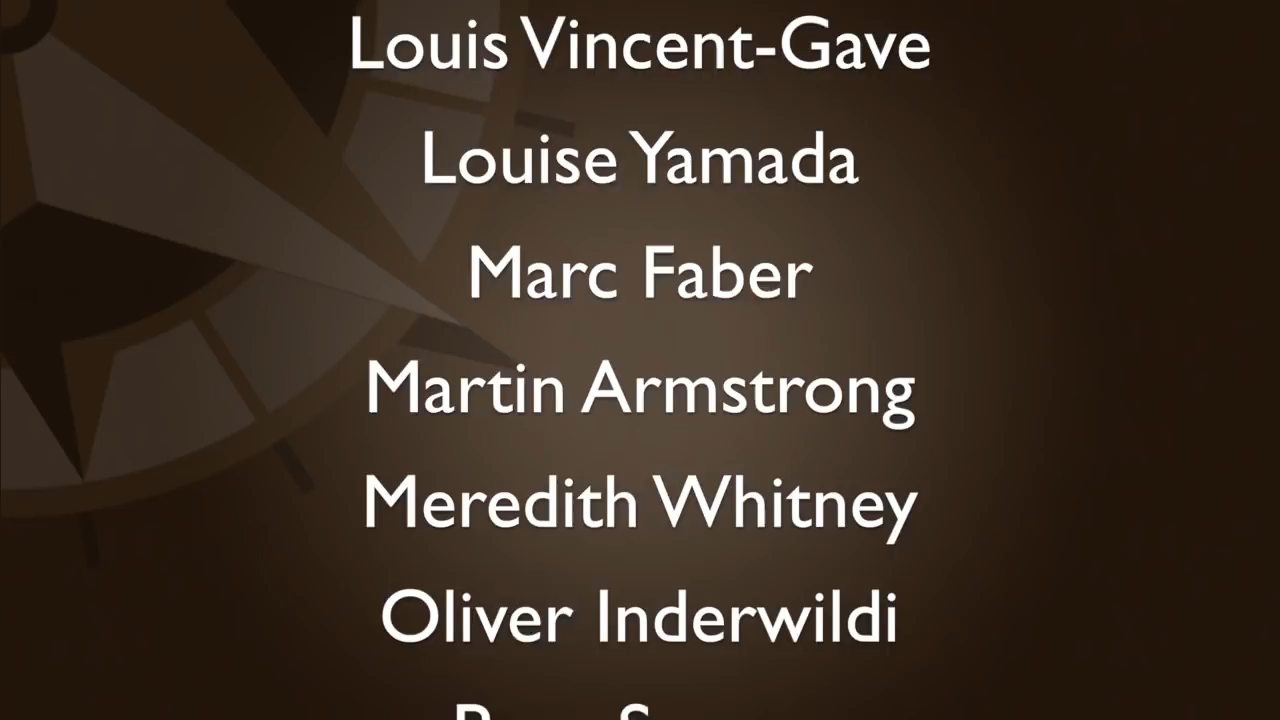 Louis Vincent-Gave
Louise Yamada
Marc Faber
Martin Armstrong
Meredith Whitney
Oliver Inderwildi